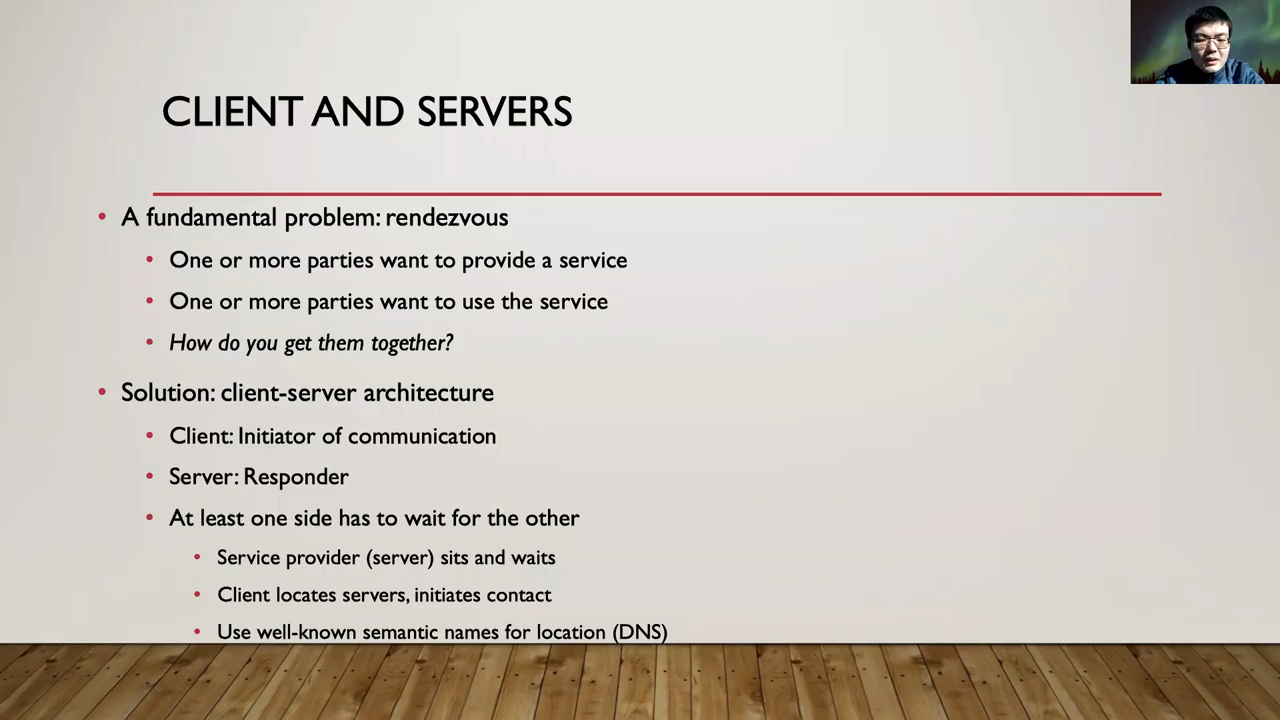 CLIENT AND SERVERS
• A fundamental problem: rendezvous
• One or more parties want to provide a service
• One or more parties want to use the service
• How do you get them together?
• Solution: client-server architecture
• Client: Initiator of communication
• Server: Responder
• At least one side has to wait for the other
• Service provider (server) sits and waits
• Client locates servers, initiates contact
• Use well-known semantic names for location (DNS)